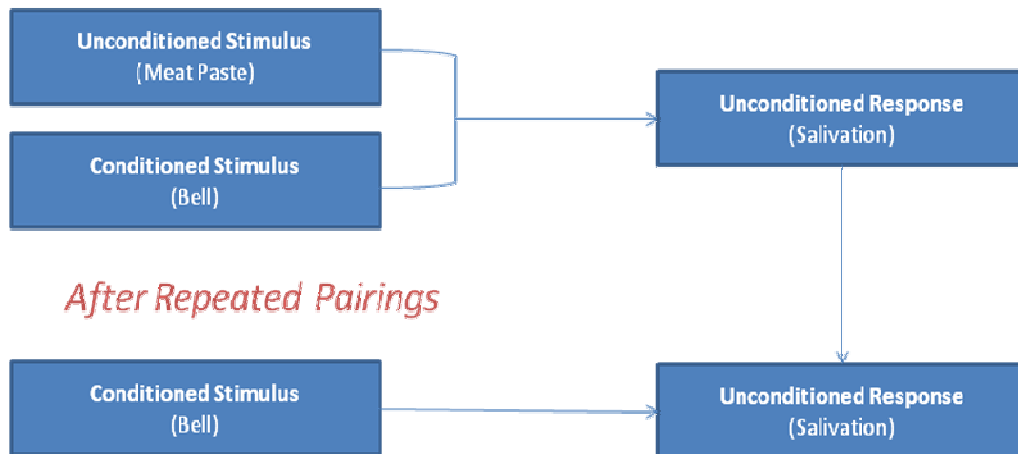 Unconditioned Stimulus
(Meat Paste)
Unconditioned Response
(Salivation)
Conditioned Stimulus
(Bell)
After Repeated Pairings
Conditioned Stimulus
(Bell)
Unconditioned Response
(Salivation)